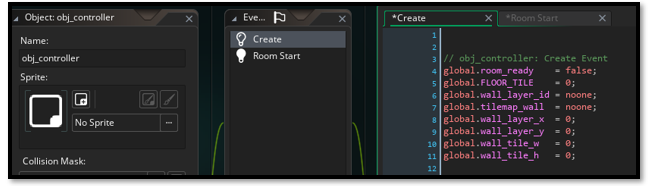 Object: obj_controller
Name:
obj_controller
Sprite:
No Sprite
...
Collision Mask:
Eve...
Create
Room Start
*Create
*Room Start
1
2
3 // obj_controller: Create Event
4 global.room_ready = false;
5 global.FLOOR_TILE = 0;
6 global.wall_layer_id = noone;
7 global.tilemap_wall = noone;
8 global.wall_layer_x = 0;
9 global.wall_layer_y = 0;
10 global.wall_tile_w = 0;
11 global.wall_tile_h = 0;
12